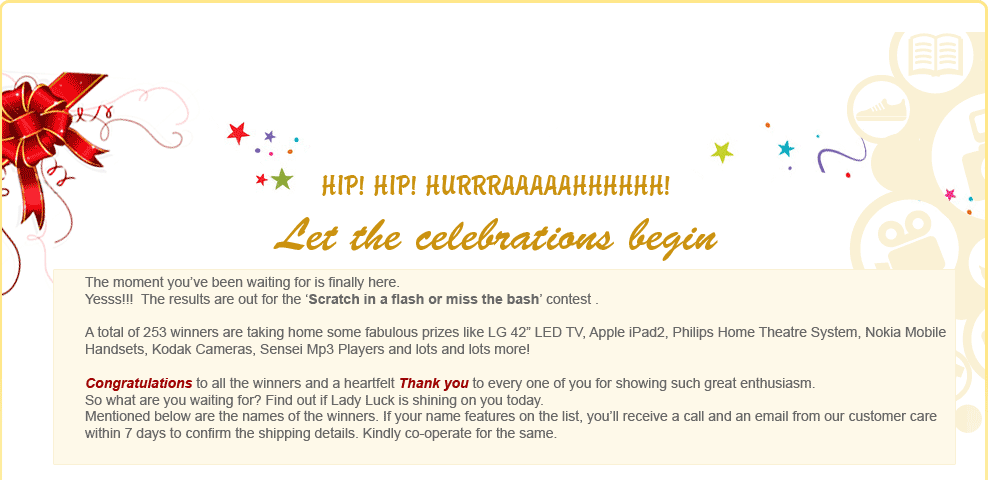 HIP! HIP! HURRRAAAAAHHHHHH!
Let the celebrations begin
The moment you've been waiting for is finally here.
Yesss!!!  The results are out for the ‘Scratch in a flash or miss the bash’ contest .
A total of 253 winners are taking home some fabulous prizes like LG 42” LED TV, Apple iPad2, Philips Home Theatre System, Nokia Mobile
Handsets, Kodak Cameras, Sensei Mp3 Players and lots and lots more!
Congratulations to all the winners and a heartfelt Thank you to every one of you for showing such great enthusiasm.
So what are you waiting for? Find out if Lady Luck is shining on you today.
Mentioned below are the names of the winners. If your name features on the list, you’ll receive a call and an email from our customer care
within 7 days to confirm the shipping details. Kindly co-operate for the same.